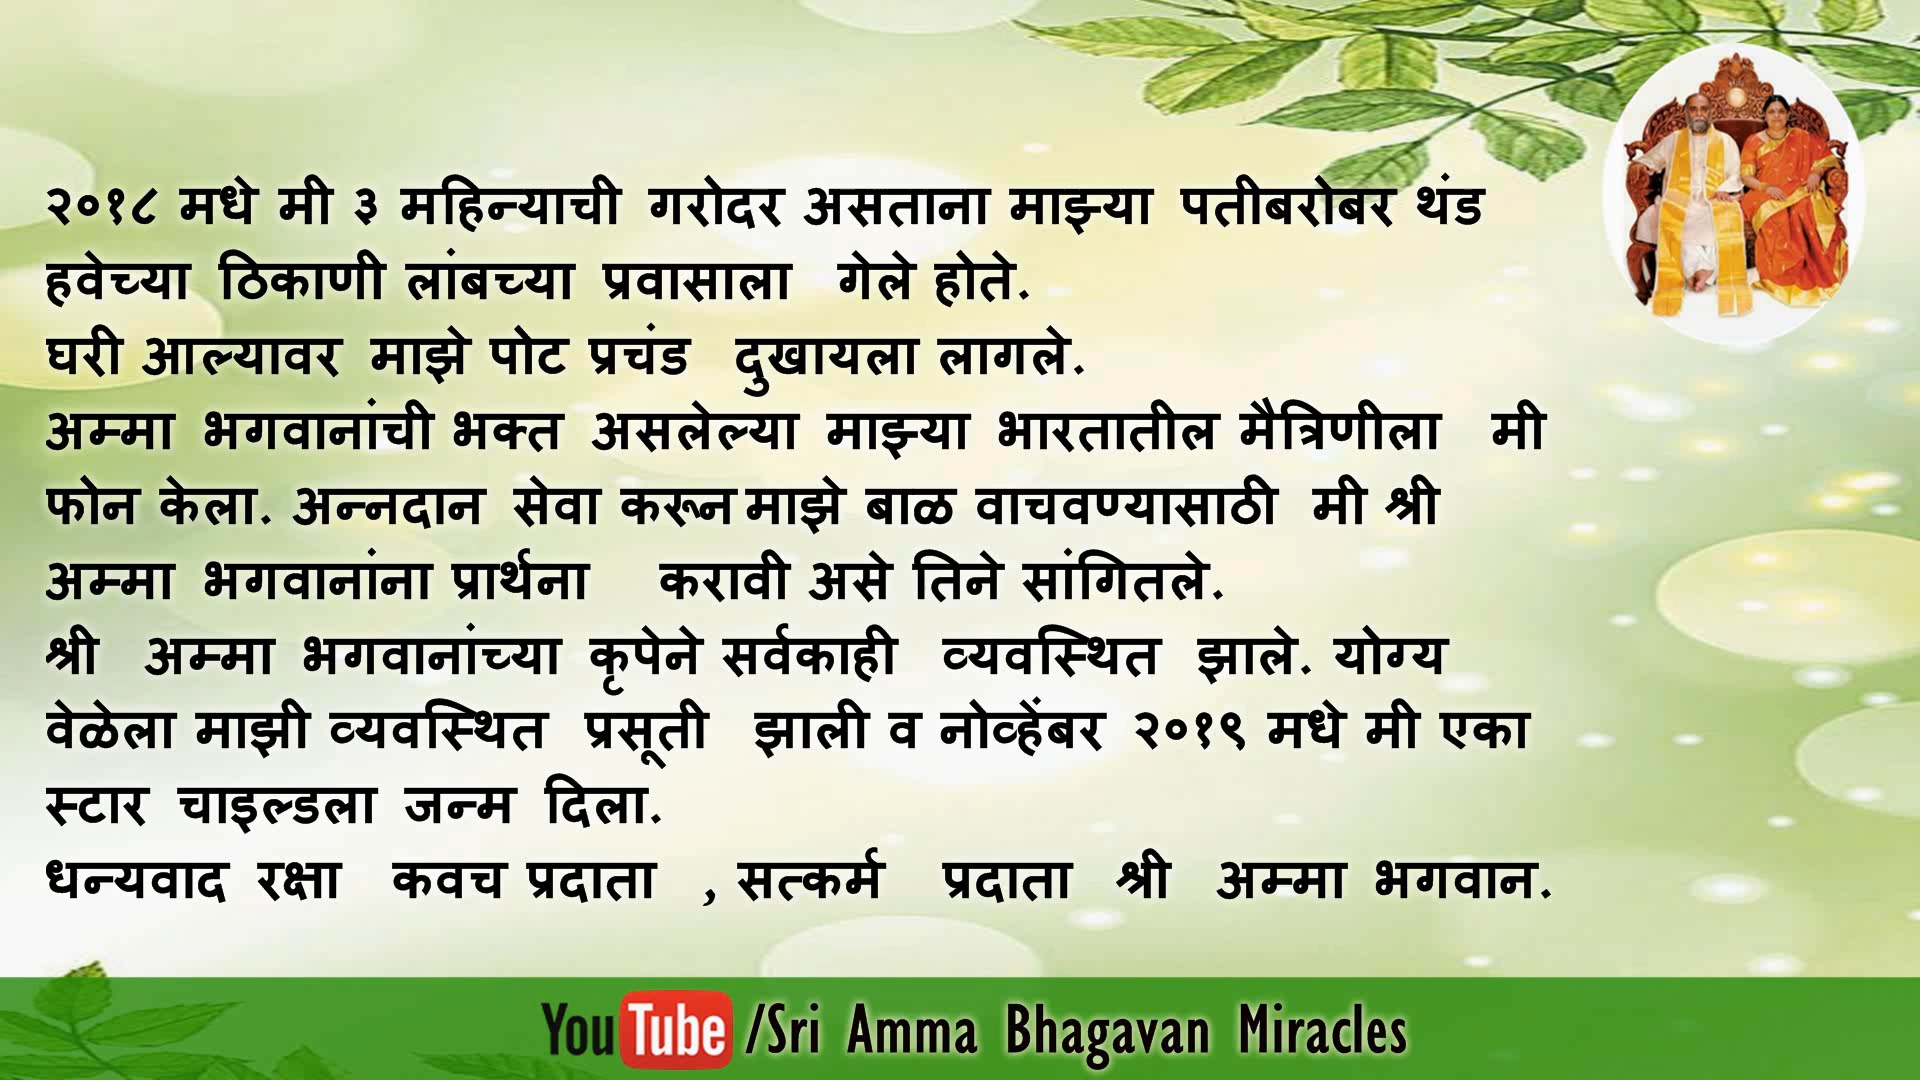 २०१८ मधे मी ३ महिन्याची गरोदर असताना माझ्या पतीबरोबर थंड
हवेच्या ठिकाणी लांबच्या प्रवासाला गेले होते.
घरी आल्यावर माझे पोट प्रचंड दुखायला लागले.
अम्मा भगवानांची भक्त असलेल्या माझ्या भारतातील मैत्रिणीला मी
फोन केला. अन्नदान सेवा करून माझे बाळ वाचवण्यासाठी मी श्री
अम्मा भगवानांना प्रार्थना करावी असे तिने सांगितले.
श्री अम्मा भगवानांच्या कृपेने सर्वकाही व्यवस्थित झाले. योग्य
वेळेला माझी व्यवस्थित प्रसूती झाली व नोव्हेंबर २०१९ मधे मी एका
स्टार चाइल्डला जन्म दिला.
धन्यवाद रक्षा कवच प्रदाता , सत्कर्म प्रदाता श्री अम्मा भगवान.
YouTube /Sri Amma Bhagavan Miracles